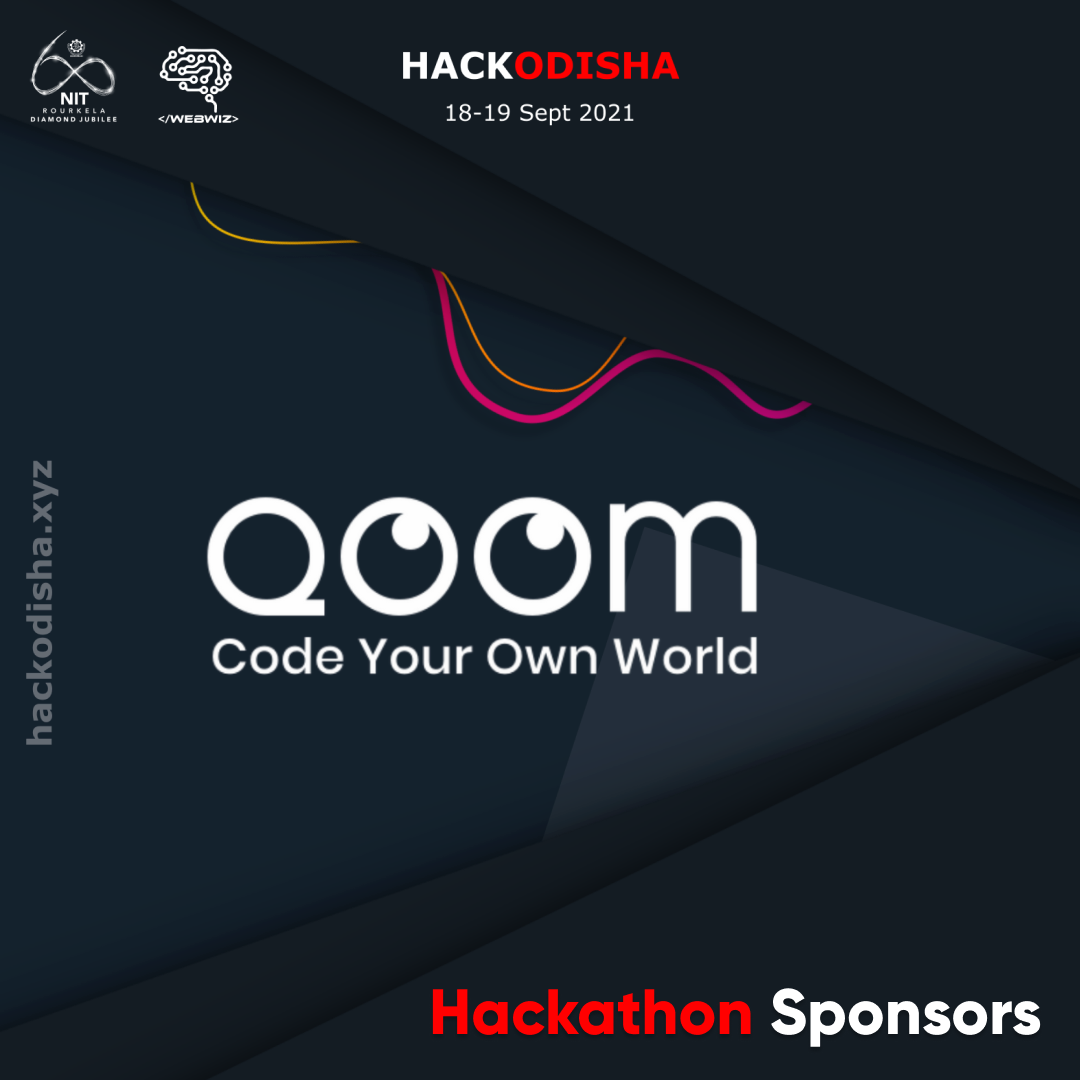 NIT
ROURKELA
DIAMOND JUBILEE
</WEBWIZ>
HACKODISHA
18-19 Sept 2021
hackodisha.xyz
Qoom
Code Your Own World
Hackathon Sponsors